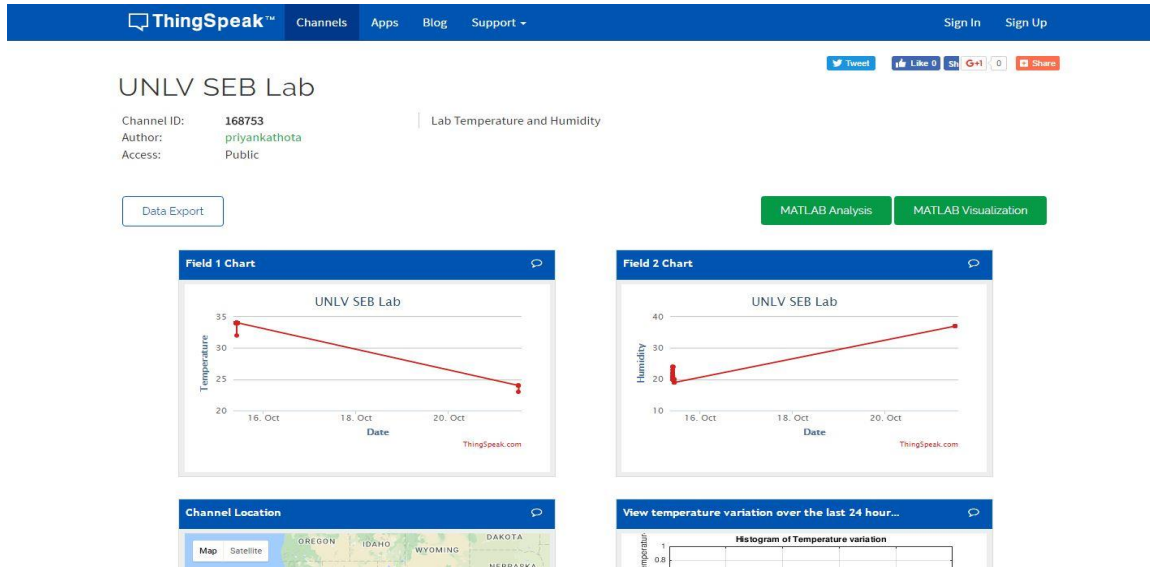 ThingSpeak™ Channels Apps Blog Support Sign In Sign Up
Tweet Like 0 Sh G+1 0 Share
UNLV SEB Lab
Channel ID: 168753 Lab Temperature and Humidity
Author: priyankathota
Access: Public
Data Export MATLAB Analysis MATLAB Visualization
Field 1 Chart
UNLV SEB Lab
35
30
25
20
Temperature
16. Oct 18. Oct 20. Oct
Date
ThingSpeak.com
Field 2 Chart
UNLV SEB Lab
40
30
20
10
Humidity
16. Oct 18. Oct 20. Oct
Date
ThingSpeak.com
Channel Location
Map Satellite
OREGON IDAHO WYOMING DAKOTA
NEBRASKA
View temperature variation over the last 24 hour...
Histogram of Temperature variation
1
0.8